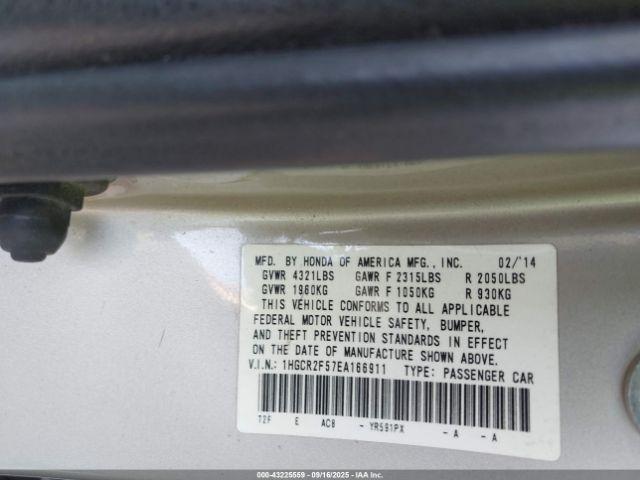 MFD. BY HONDA OF AMERICA MFG., INC. 02/'14
GVWR 4321LBS GAWR F 2315LBS R 2050LBS
GVWR 1960KG GAWR F 1050KG R 930KG
THIS VEHICLE CONFORMS TO ALL APPLICABLE
FEDERAL MOTOR VEHICLE SAFETY, BUMPER,
AND THEFT PREVENTION STANDARDS IN EFFECT
ON THE DATE OF MANUFACTURE SHOWN ABOVE.
V.I.N.: 1HGCR2F57EA166911 TYPE: PASSENGER CAR
T2F E AC8 - YR591PX - A - A
000-43225559 - 09/16/2025 - IAAI.COM